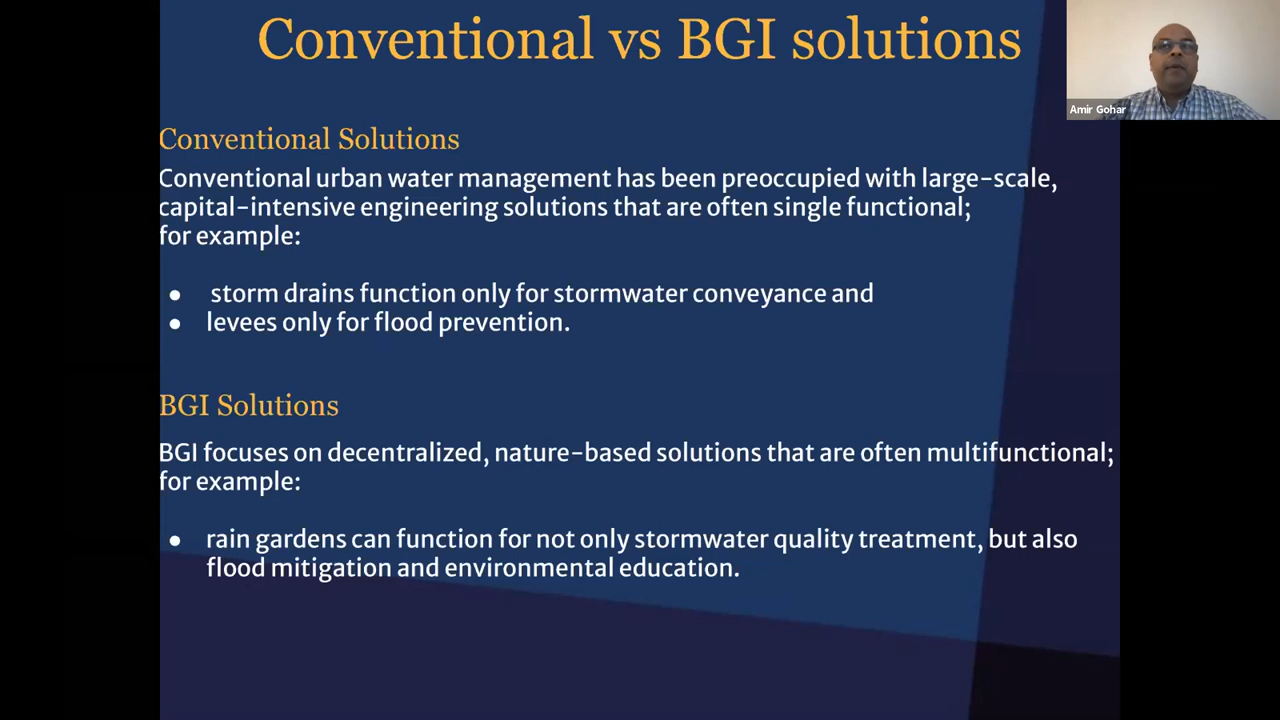 Conventional vs BGI solutions
Amir Gohar
Conventional Solutions
Conventional urban water management has been preoccupied with large-scale,
capital-intensive engineering solutions that are often single functional;
for example:
● storm drains function only for stormwater conveyance and
● levees only for flood prevention.
BGI Solutions
BGI focuses on decentralized, nature-based solutions that are often multifunctional;
for example:
● rain gardens can function for not only stormwater quality treatment, but also
flood mitigation and environmental education.